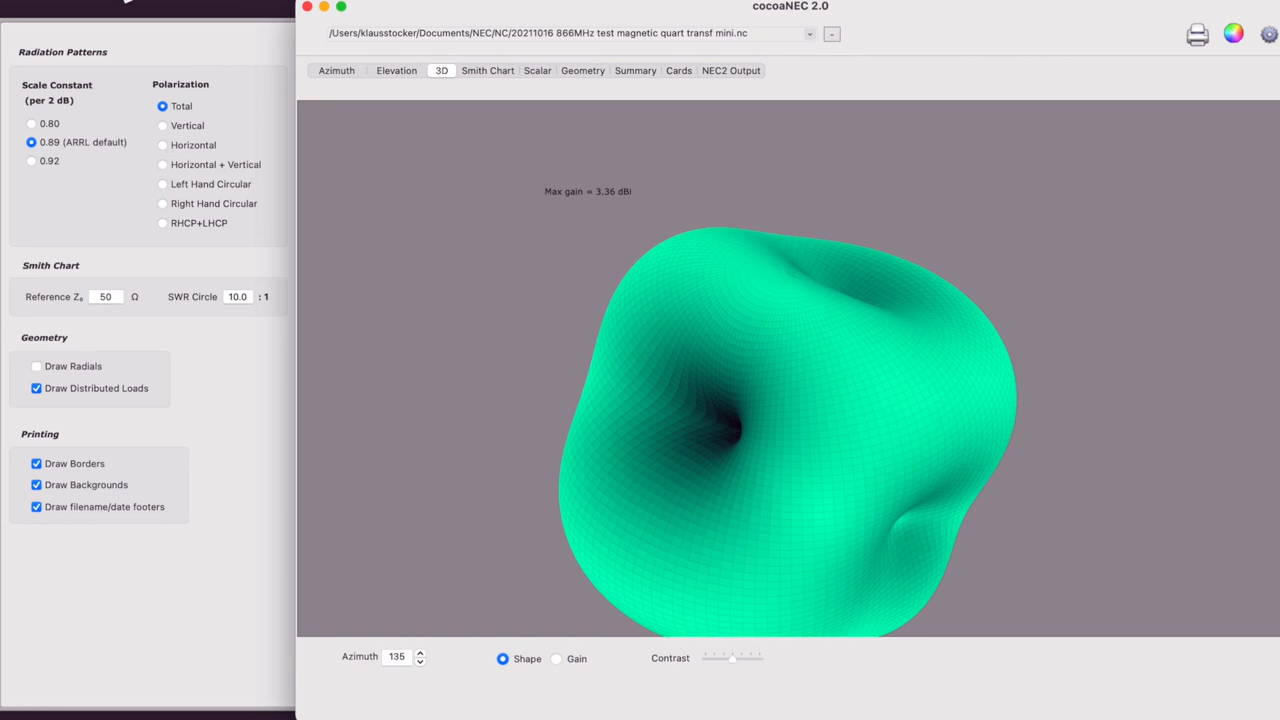 cocoaNEC 2.0
/Users/klausstocker/Documents/NEC/NC/20211016 866MHz test magnetic quart transf mini.nc
Azimuth Elevation 3D Smith Chart Scalar Geometry Summary Cards NEC2 Output
Radiation Patterns
Scale Constant
(per 2 dB)
0.80
0.89 (ARRL default)
0.92
Polarization
Total
Vertical
Horizontal
Horizontal + Vertical
Left Hand Circular
Right Hand Circular
RHCP+LHCP
Smith Chart
Reference Z₀ 50 Ω SWR Circle 10.0 : 1
Geometry
Draw Radials
Draw Distributed Loads
Printing
Draw Borders
Draw Backgrounds
Draw filename/date footers
Max gain = 3.36 dBi
Azimuth 135 Shape Gain Contrast